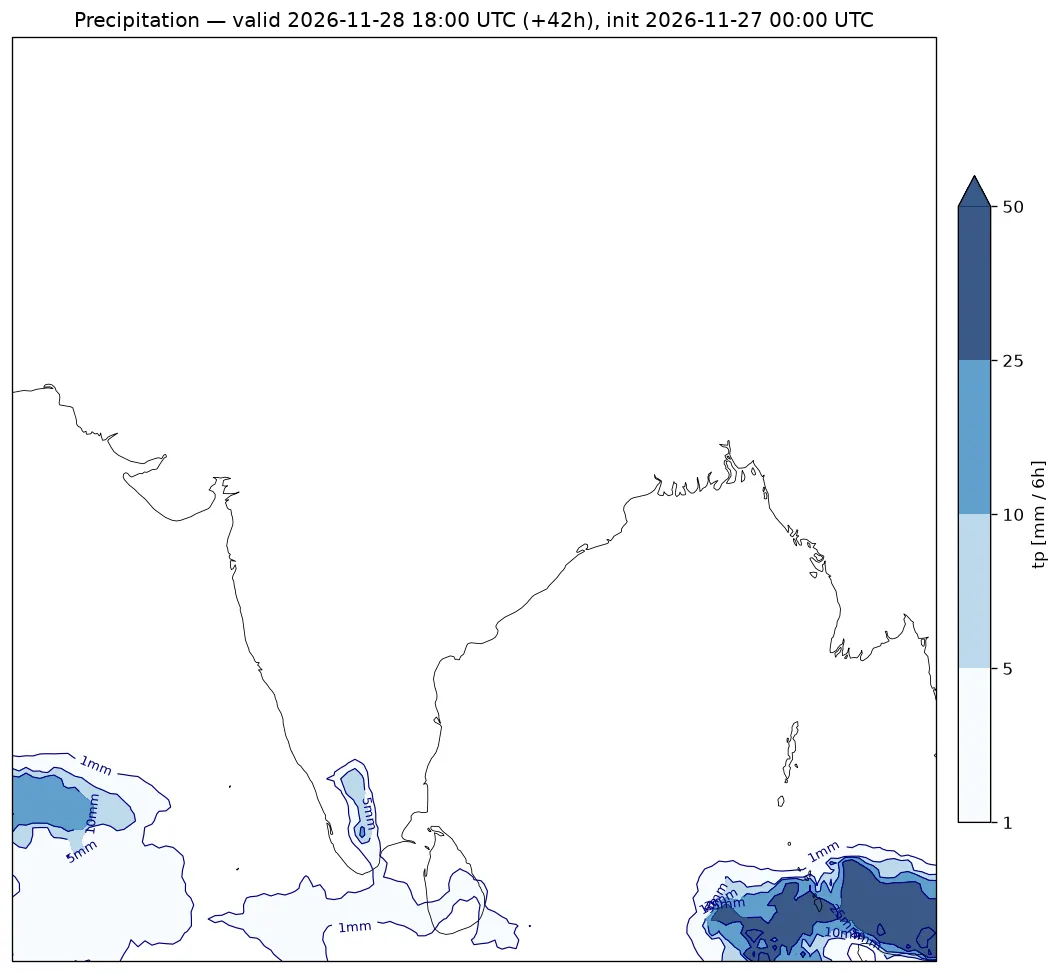 Precipitation — valid 2026-11-28 18:00 UTC (+42h), init 2026-11-27 00:00 UTC
50
25
10
5
1
tp [mm / 6h]
1mm
10mm
5mm
5mm
1mm
1mm
10mm